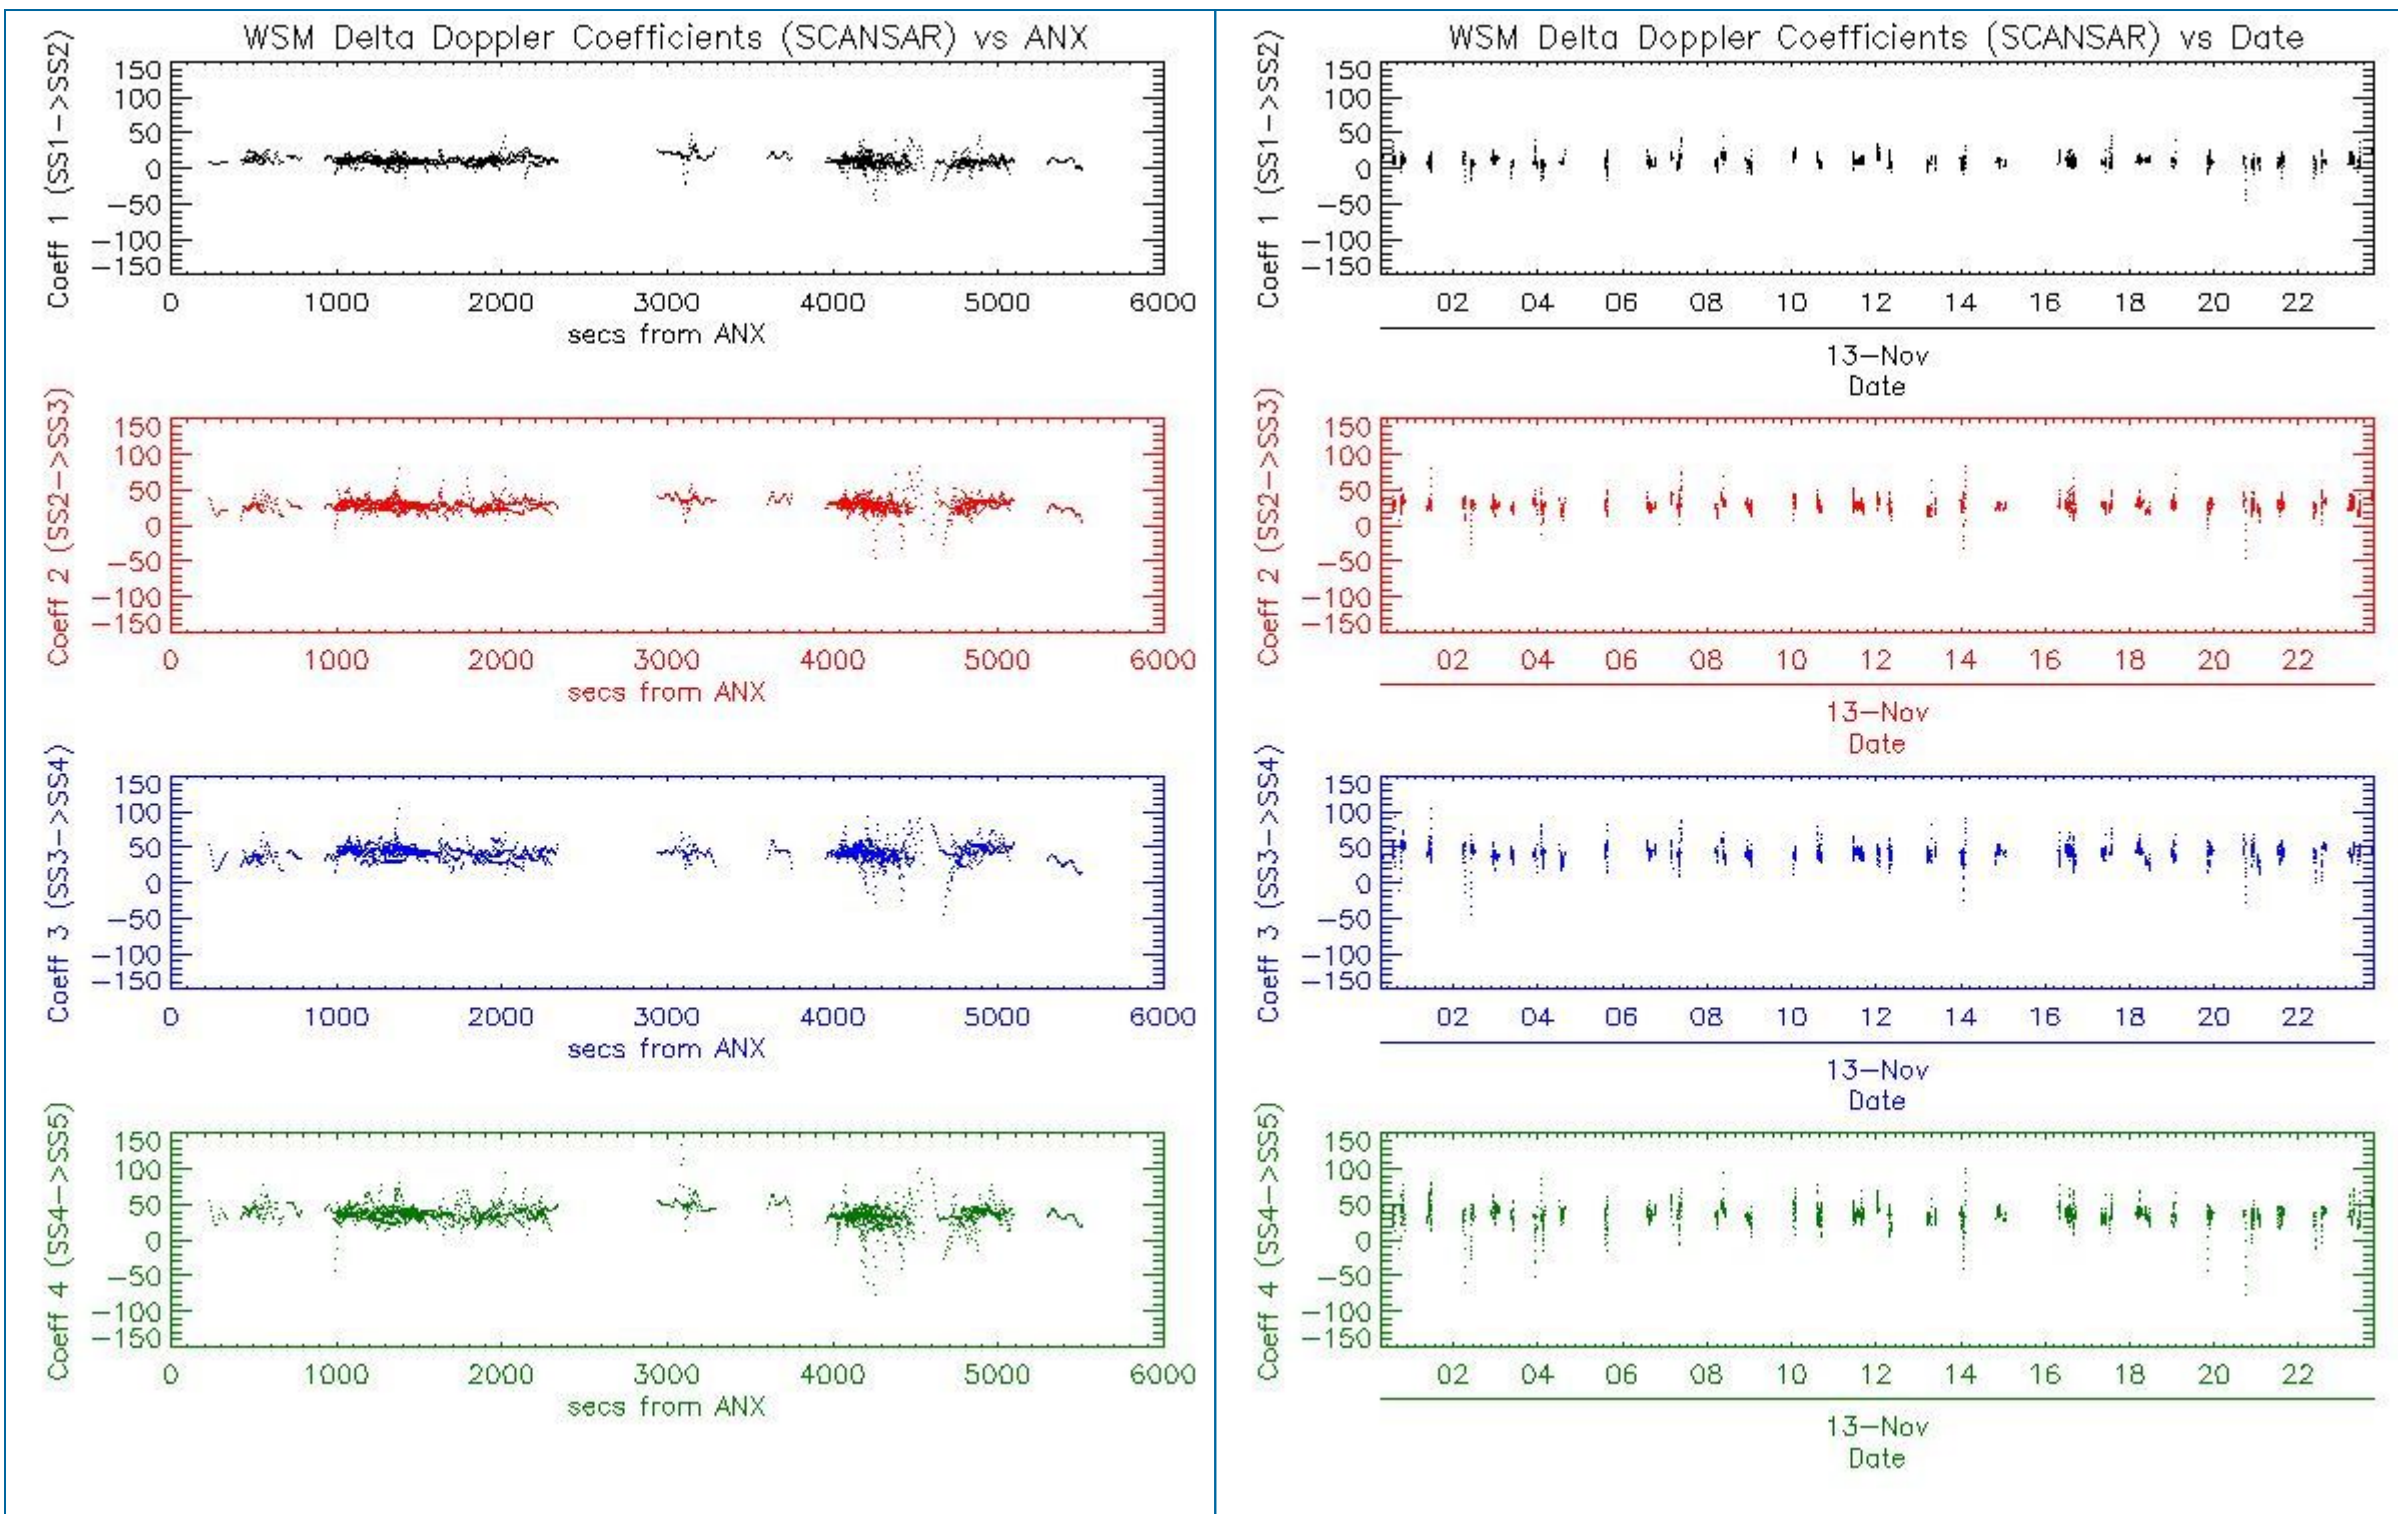 WSM Delta Doppler Coefficients (SCANSAR) vs ANX
Coeff 1 (SS1->SS2)
150
100
50
0
-50
-100
-150
0 1000 2000 3000 4000 5000 6000
secs from ANX
Coeff 2 (SS2->SS3)
150
100
50
0
-50
-100
-150
0 1000 2000 3000 4000 5000 6000
secs from ANX
Coeff 3 (SS3->SS4)
150
100
50
0
-50
-100
-150
0 1000 2000 3000 4000 5000 6000
secs from ANX
Coeff 4 (SS4->SS5)
150
100
50
0
-50
-100
-150
0 1000 2000 3000 4000 5000 6000
secs from ANX
WSM Delta Doppler Coefficients (SCANSAR) vs Date
Coeff 1 (SS1->SS2)
150
100
50
0
-50
-100
-150
02 04 06 08 10 12 14 16 18 20 22
13-Nov
Date
Coeff 2 (SS2->SS3)
150
100
50
0
-50
-100
-150
02 04 06 08 10 12 14 16 18 20 22
13-Nov
Date
Coeff 3 (SS3->SS4)
150
100
50
0
-50
-100
-150
02 04 06 08 10 12 14 16 18 20 22
13-Nov
Date
Coeff 4 (SS4->SS5)
150
100
50
0
-50
-100
-150
02 04 06 08 10 12 14 16 18 20 22
13-Nov
Date